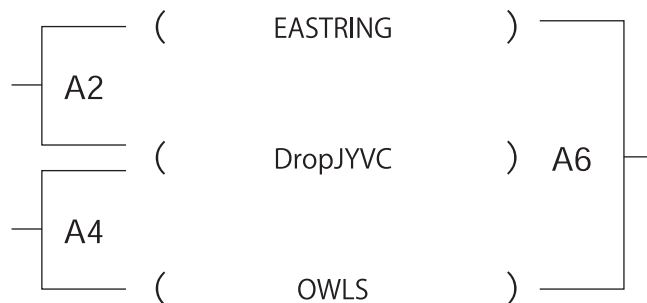 ( EASTRING )
A2
( DropJYVC ) A6
A4
( OWLS )